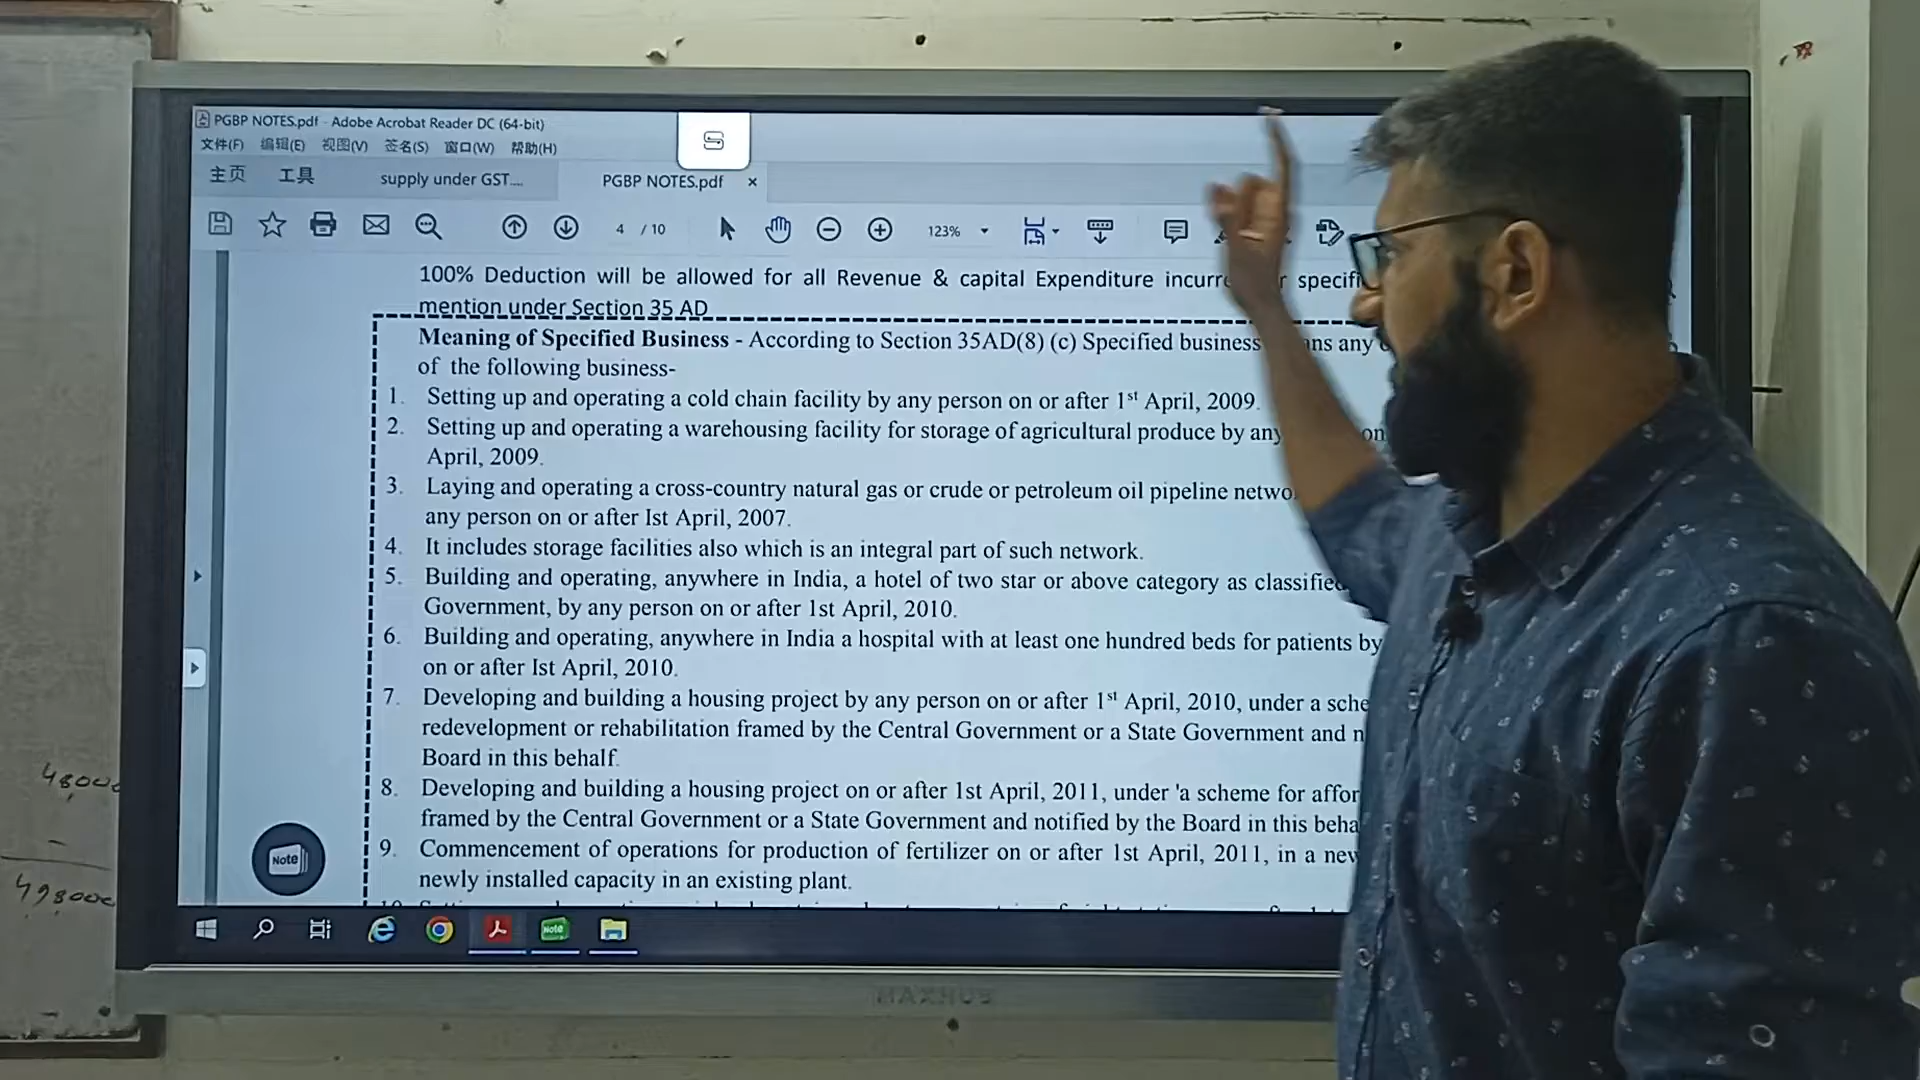 PGBP NOTES.pdf - Adobe Acrobat Reader DC (64-bit)
文件(F) 编辑(E) 视图(V) 签名(S) 窗口(W) 帮助(H)
主页 工具 supply under GST.... PGBP NOTES.pdf ×
4 / 10 123%
100% Deduction will be allowed for all Revenue & capital Expenditure
mention under Section 35 AD
Meaning of Specified Business - According to Section 35AD(8) (c) Specified business any
of the following business-
1. Setting up and operating a cold chain facility by any person on or after 1st April, 2009.
2. Setting up and operating a warehousing facility for storage of agricultural produce by
April, 2009.
3. Laying and operating a cross-country natural gas or crude or petroleum oil pipeline
any person on or after Ist April, 2007.
4. It includes storage facilities also which is an integral part of such network.
5. Building and operating, anywhere in India, a hotel of two star or above category as
Government, by any person on or after 1st April, 2010.
6. Building and operating, anywhere in India a hospital with at least one hundred beds for patients by
on or after Ist April, 2010.
7. Developing and building a housing project by any person on or after 1st April, 2010, under a
redevelopment or rehabilitation framed by the Central Government or a State Government and
Board in this behalf.
8. Developing and building a housing project on or after 1st April, 2011, under 'a scheme for
framed by the Central Government or a State Government and notified by the Board in this
9. Commencement of operations for production of fertilizer on or after 1st April, 2011, in a
newly installed capacity in an existing plant.
Note
Note
MAXHUB